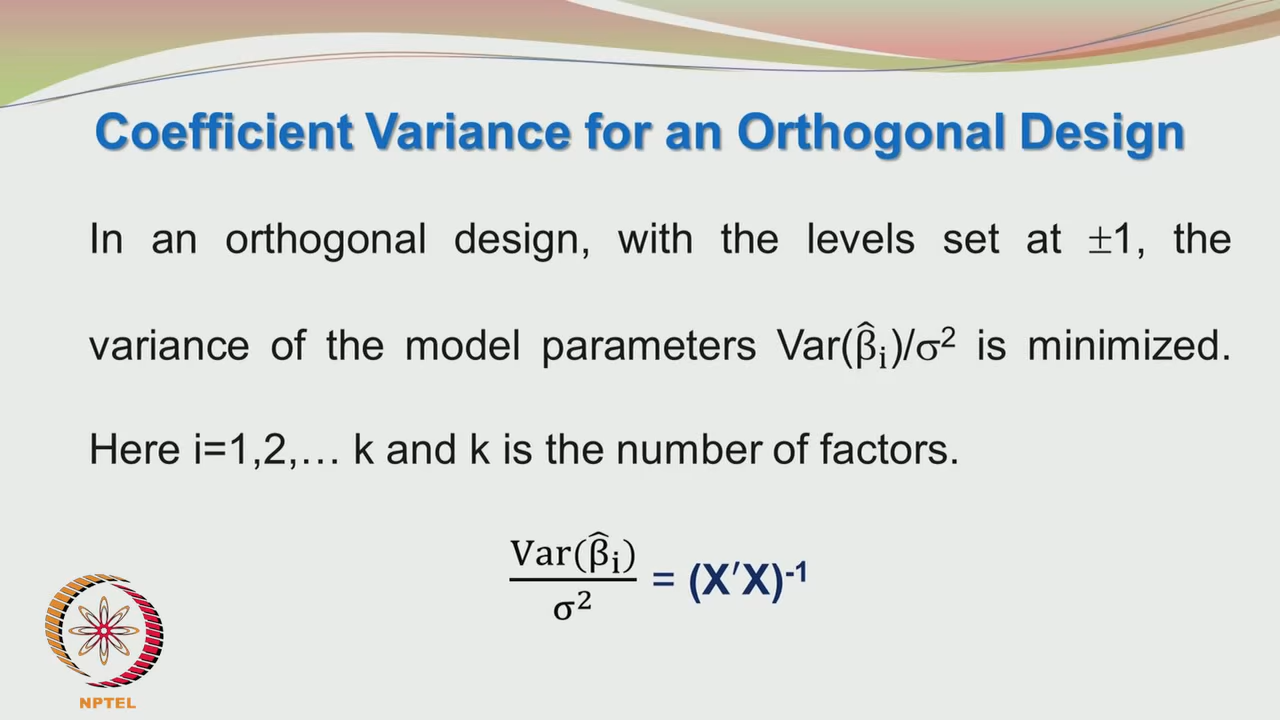 Coefficient Variance for an Orthogonal Design
In an orthogonal design, with the levels set at ±1, the
variance of the model parameters Var(β̂ᵢ)/σ² is minimized.
Here i=1,2,… k and k is the number of factors.
Var(β̂ᵢ)/σ² = (X′X)⁻¹
NPTEL